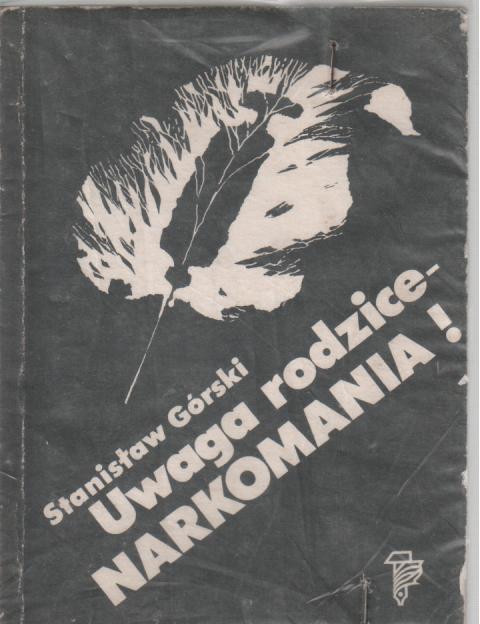 Stanisław Górski
Uwaga rodzice-
NARKOMANIA!